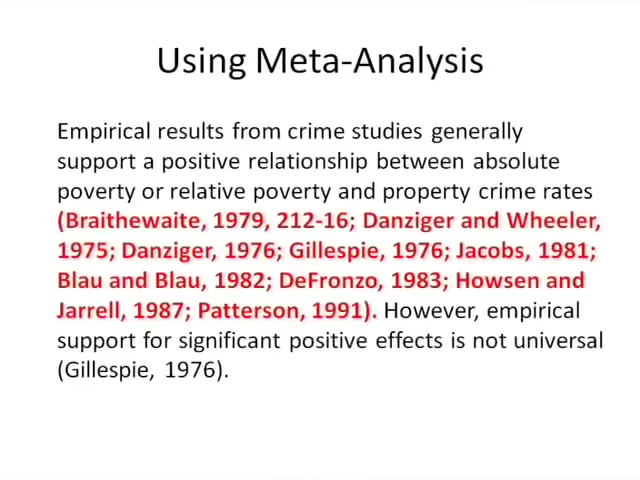 Using Meta-Analysis
Empirical results from crime studies generally
support a positive relationship between absolute
poverty or relative poverty and property crime rates
(Braithewaite, 1979, 212-16; Danziger and Wheeler,
1975; Danziger, 1976; Gillespie, 1976; Jacobs, 1981;
Blau and Blau, 1982; DeFronzo, 1983; Howsen and
Jarrell, 1987; Patterson, 1991). However, empirical
support for significant positive effects is not universal
(Gillespie, 1976).